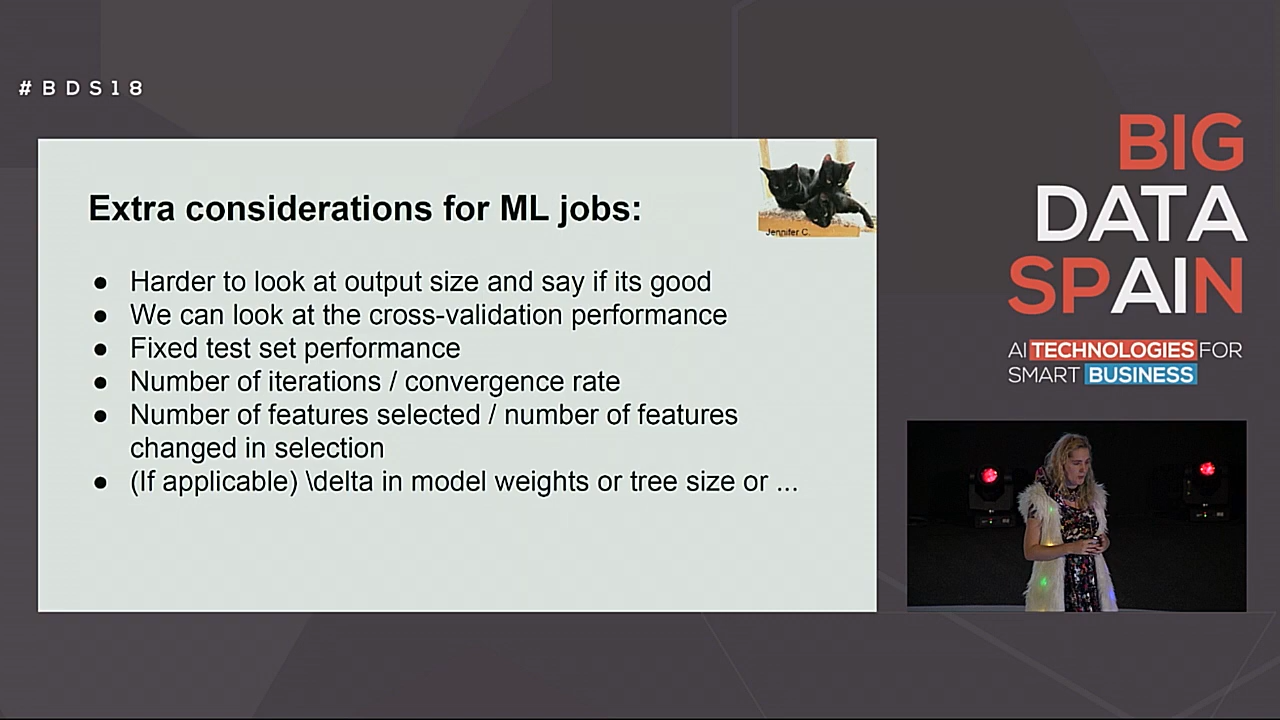 #BDS18
Extra considerations for ML jobs:
Jennifer C.
● Harder to look at output size and say if its good
● We can look at the cross-validation performance
● Fixed test set performance
● Number of iterations / convergence rate
● Number of features selected / number of features
changed in selection
● (If applicable) \delta in model weights or tree size or ...
BIG
DATA
SPAIN
AI TECHNOLOGIES FOR
SMART BUSINESS